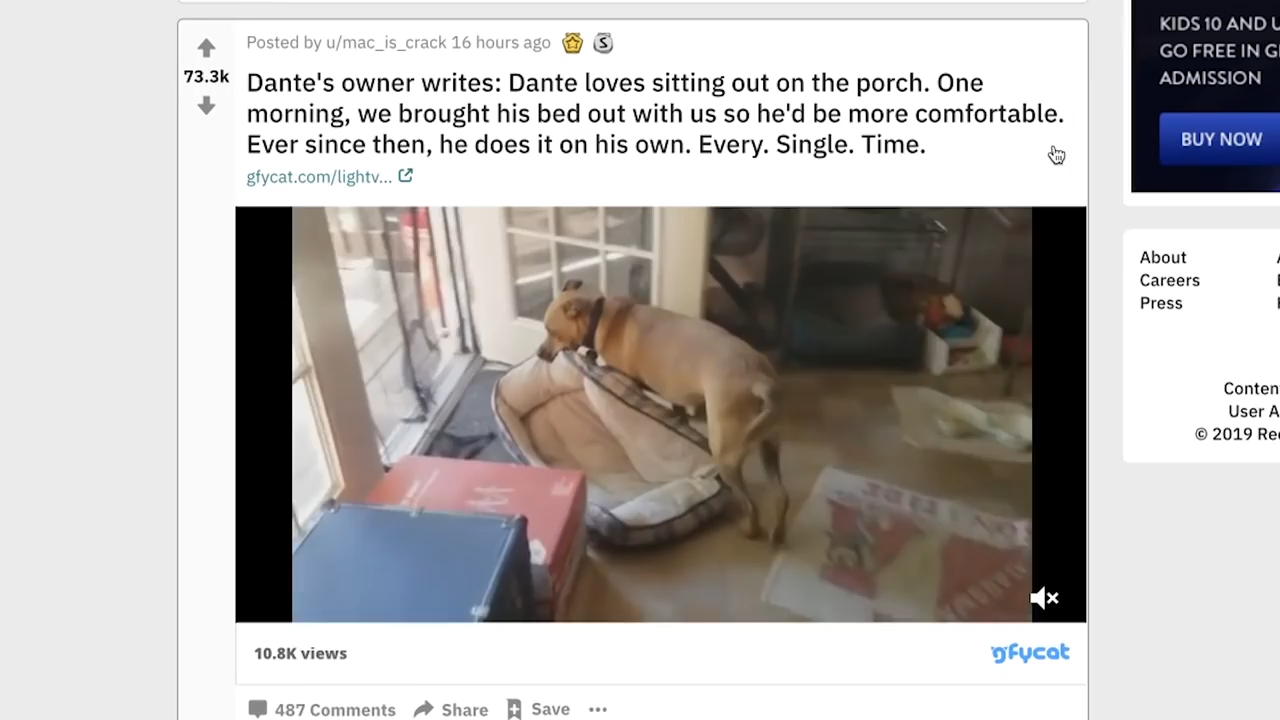 Posted by u/mac_is_crack 16 hours ago
73.3k
Dante's owner writes: Dante loves sitting out on the porch. One
morning, we brought his bed out with us so he'd be more comfortable.
Ever since then, he does it on his own. Every. Single. Time.
gfycat.com/lightv...
10.8K views
gfycat
487 Comments
Share
Save
KIDS 10 AND U
GO FREE IN G
ADMISSION
BUY NOW
About
Careers
Press
Conten
User A
© 2019 Re